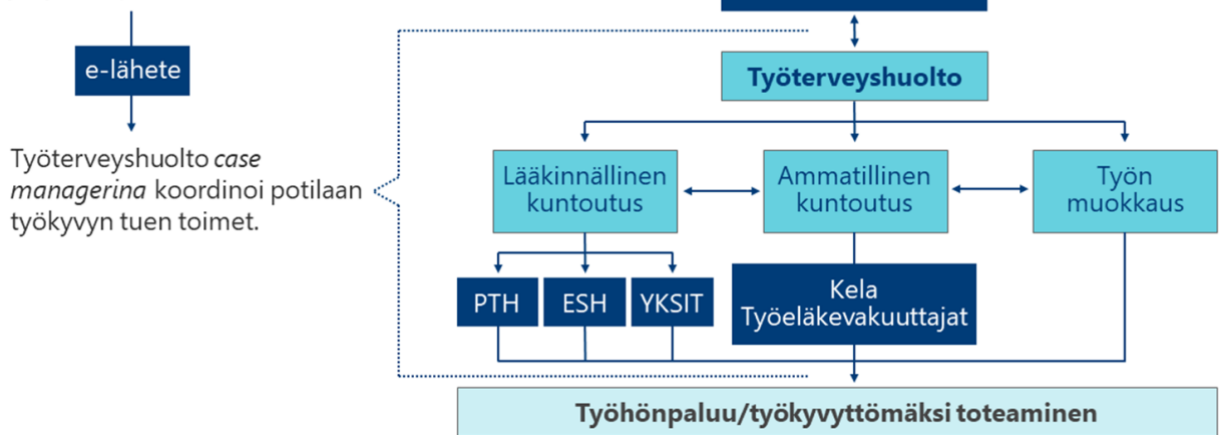 e-lähete
Työterveyshuolto case
managerina koordinoi potilaan
työkyvyn tuen toimet.
Työterveyshuolto
Lääkinnällinen
kuntoutus
Ammatillinen
kuntoutus
Työn
muokkaus
PTH
ESH
YKSIT
Kela
Työeläkevakuuttajat
Työhönpaluu/työkyvyttömäksi toteaminen